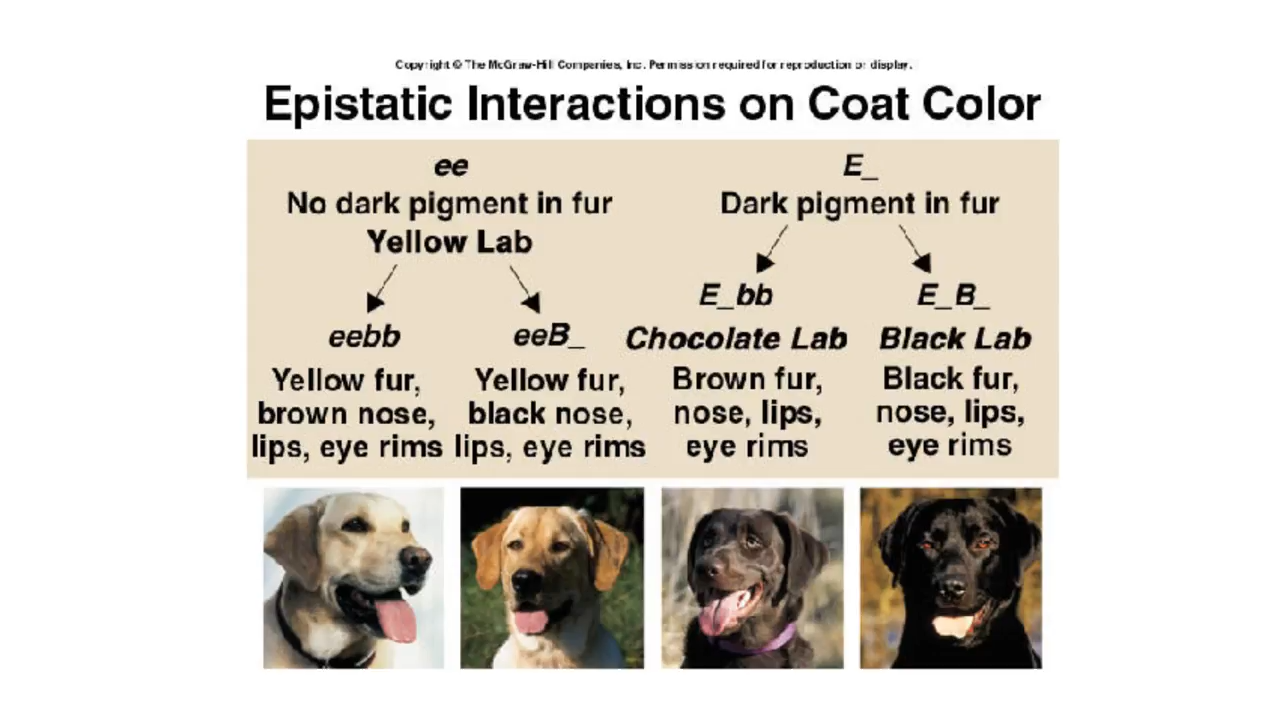 Copyright © The McGraw-Hill Companies, Inc. Permission required for reproduction or display.
Epistatic Interactions on Coat Color
ee
No dark pigment in fur
Yellow Lab
E_
Dark pigment in fur
eebb
Yellow fur,
brown nose,
lips, eye rims
eeB_
Yellow fur,
black nose,
lips, eye rims
E_bb
Chocolate Lab
Brown fur,
nose, lips,
eye rims
E_B_
Black Lab
Black fur,
nose, lips,
eye rims